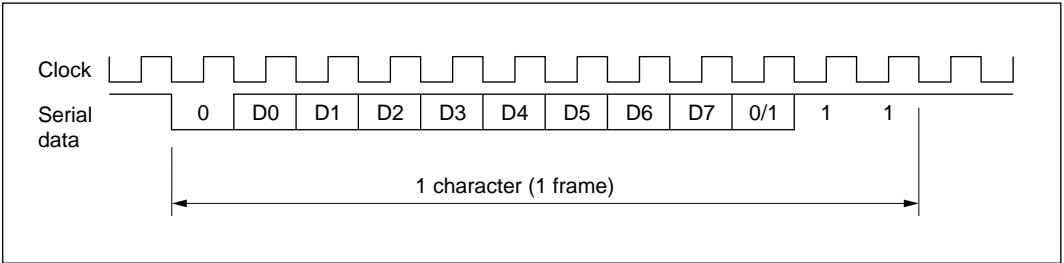 Clock
Serial data
0 D0 D1 D2 D3 D4 D5 D6 D7 0/1 1 1
1 character (1 frame)